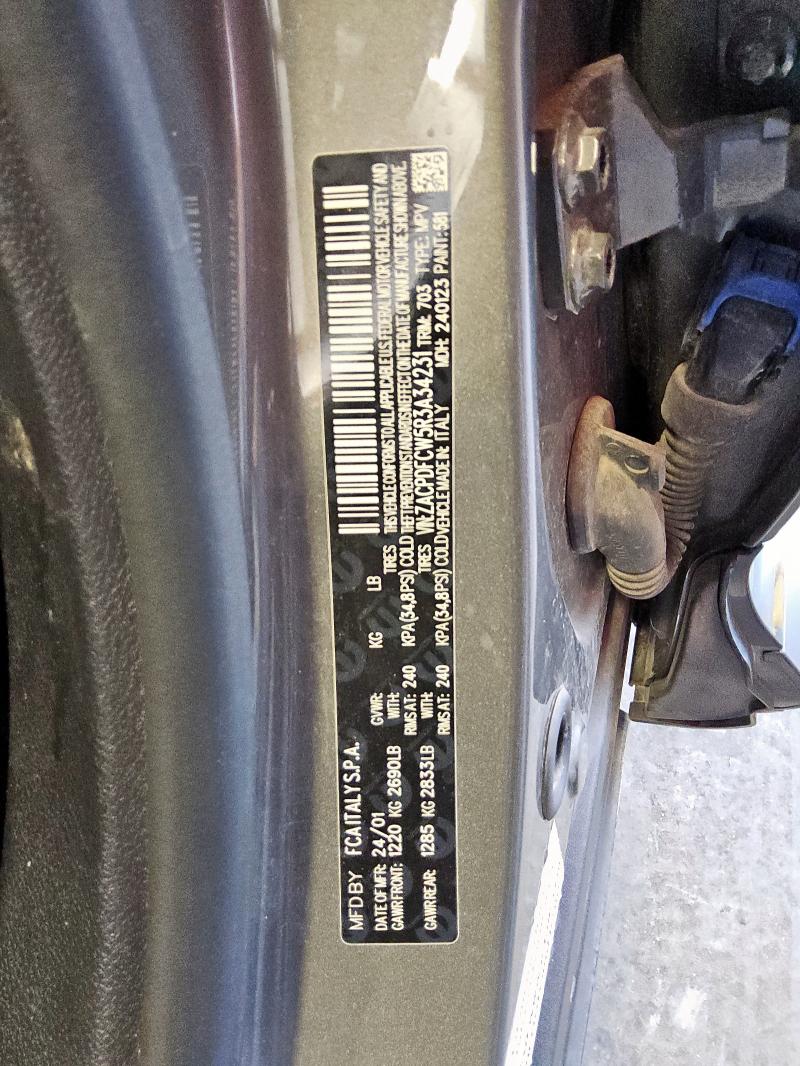 MFD BY FCA ITALY S.P.A.
DATE OF MFR: 24/01 GVWR: KG LB
GAWR FRONT: 1220 KG 2690LB WITH: TIRES
RIMS AT: 240 KPA(34,8PSI) COLD
GAWR REAR: 1285 KG 2833LB WITH: TIRES
RIMS AT: 240 KPA(34,8PSI) COLD
THIS VEHICLE CONFORMS TO ALL APPLICABLE U.S. FEDERAL MOTOR VEHICLE SAFETY AND
THEFT PREVENTION STANDARDS IN EFFECT ON THE DATE OF MANUFACTURE SHOWN ABOVE.
VIN: ZACPDFCW5R3A34231 TRIM: 703 TYPE: MPV
VEHICLE MADE IN: ITALY MDH: 240123 PAINT: 581